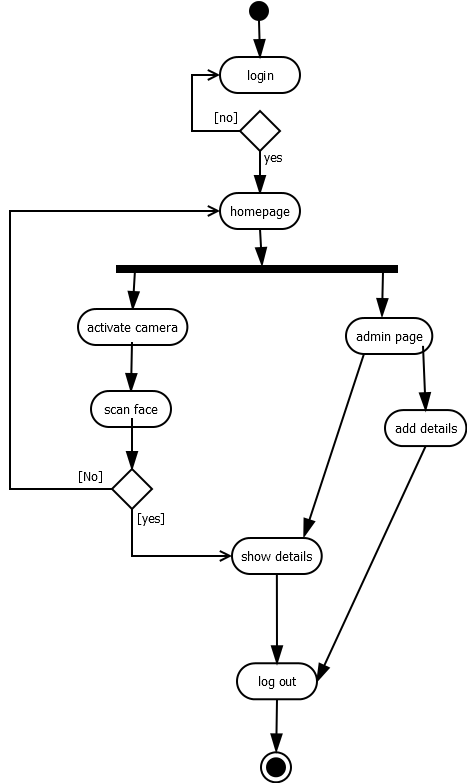 login
[no]
yes
homepage
activate camera
admin page
scan face
add details
[No]
[yes]
show details
log out